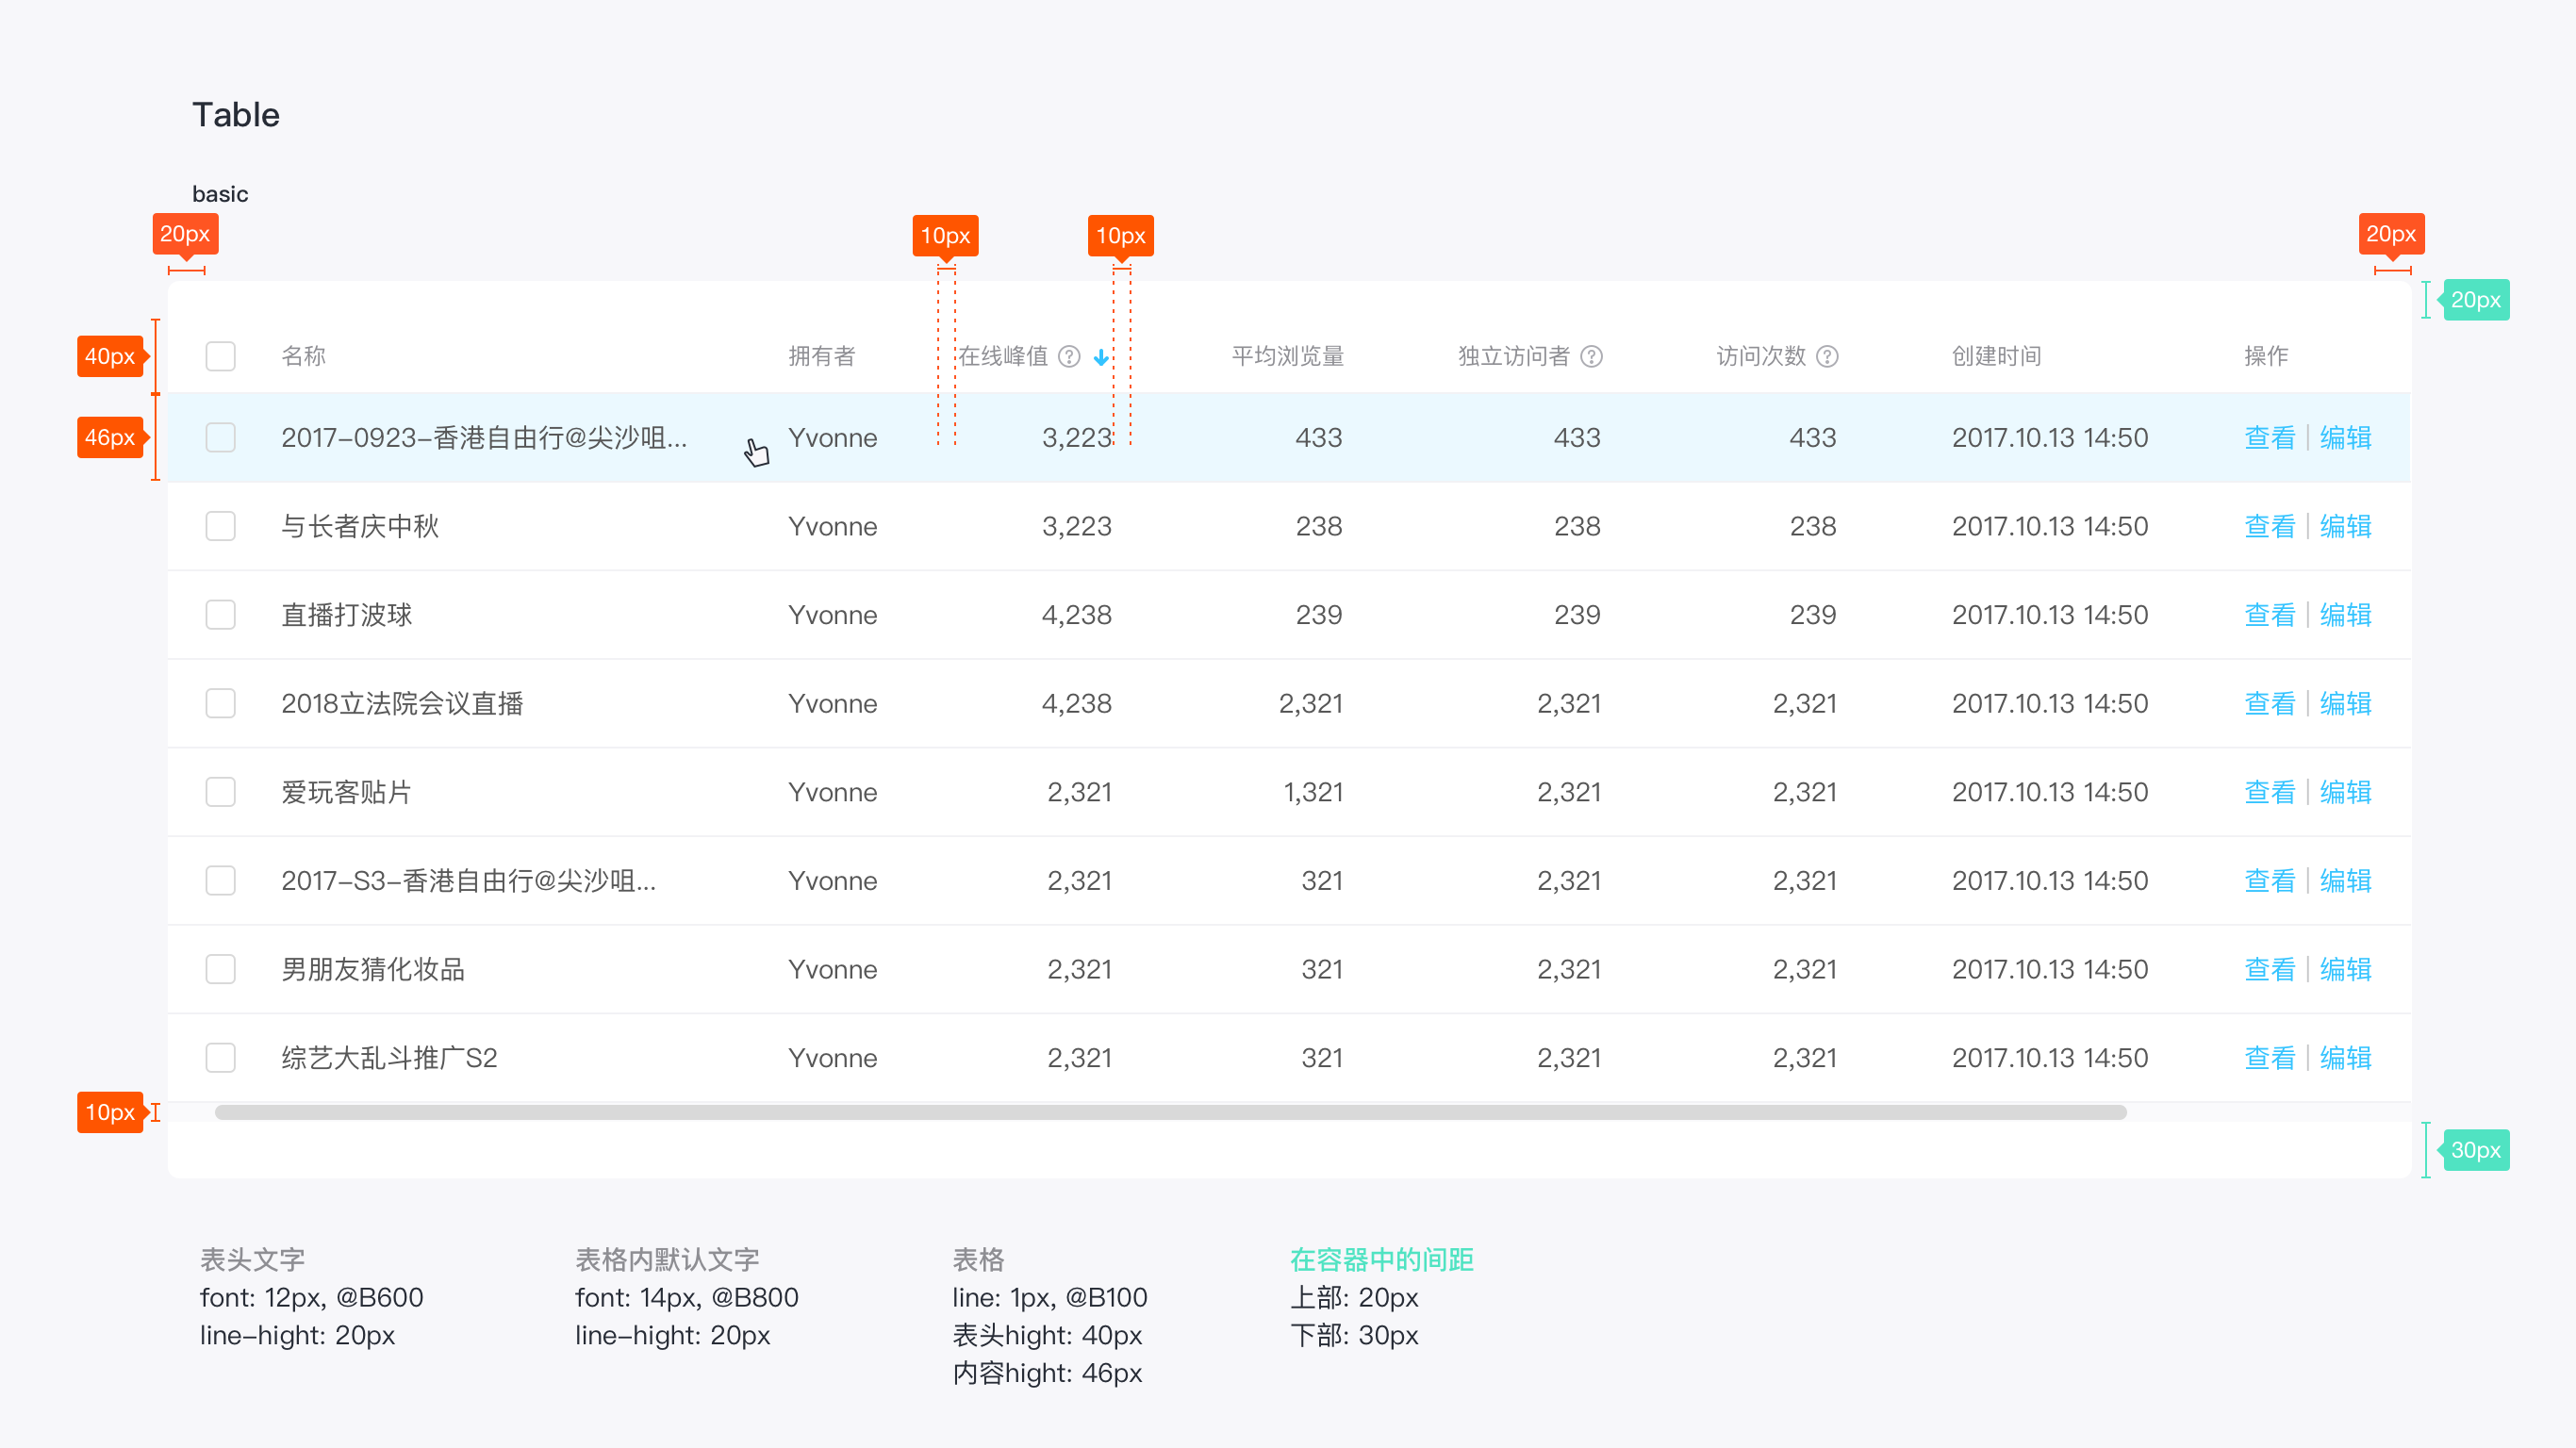 Table
basic
20px
10px
10px
20px
20px
40px
名称 拥有者 在线峰值 平均浏览量 独立访问者 访问次数 创建时间 操作
46px
2017-0923-香港自由行@尖沙咀... Yvonne 3,223 433 433 433 2017.10.13 14:50 查看 | 编辑
与长者庆中秋 Yvonne 3,223 238 238 238 2017.10.13 14:50 查看 | 编辑
直播打波球 Yvonne 4,238 239 239 239 2017.10.13 14:50 查看 | 编辑
2018立法院会议直播 Yvonne 4,238 2,321 2,321 2,321 2017.10.13 14:50 查看 | 编辑
爱玩客贴片 Yvonne 2,321 1,321 2,321 2,321 2017.10.13 14:50 查看 | 编辑
2017-S3-香港自由行@尖沙咀... Yvonne 2,321 321 2,321 2,321 2017.10.13 14:50 查看 | 编辑
男朋友猜化妆品 Yvonne 2,321 321 2,321 2,321 2017.10.13 14:50 查看 | 编辑
综艺大乱斗推广S2 Yvonne 2,321 321 2,321 2,321 2017.10.13 14:50 查看 | 编辑
10px
30px
表头文字
font: 12px, @B600
line-hight: 20px
表格内默认文字
font: 14px, @B800
line-hight: 20px
表格
line: 1px, @B100
表头hight: 40px
内容hight: 46px
在容器中的间距
上部: 20px
下部: 30px